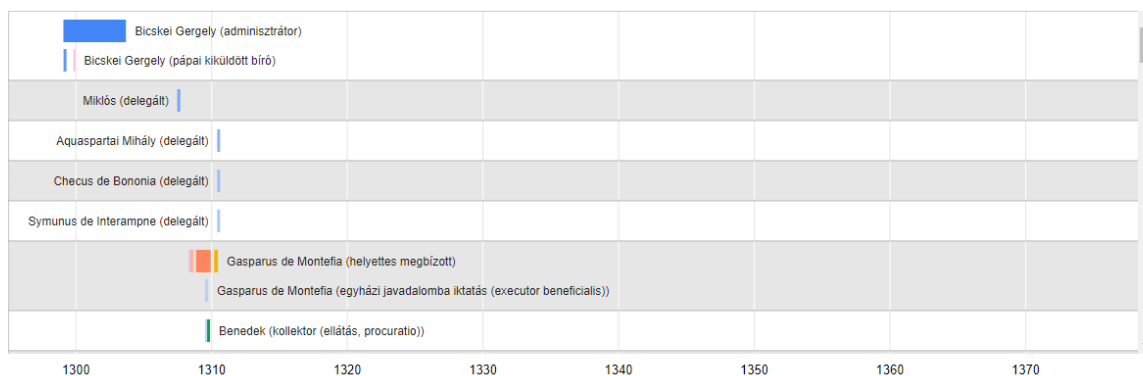 Bicskei Gergely (adminisztrátor)
Bicskei Gergely (pápai kiküldött bíró)
Miklós (delegált)
Aquaspartai Mihály (delegált)
Checus de Bononia (delegált)
Symunus de Interampne (delegált)
Gasparus de Montefia (helyettes megbízott)
Gasparus de Montefia (egyházi javadalomba iktatás (executor beneficialis))
Benedek (kollektor (ellátás, procuratio))
1300 1310 1320 1330 1340 1350 1360 1370